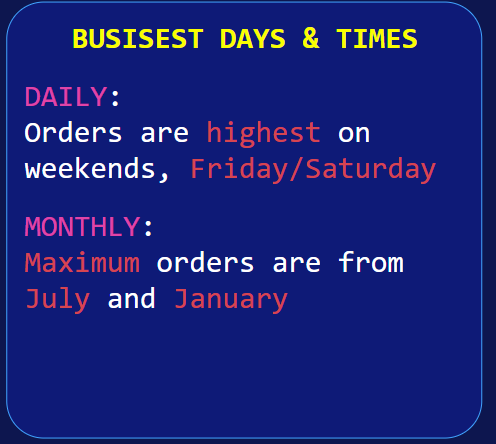 BUSISEST DAYS & TIMES
DAILY:
Orders are highest on
weekends, Friday/Saturday
MONTHLY:
Maximum orders are from
July and January